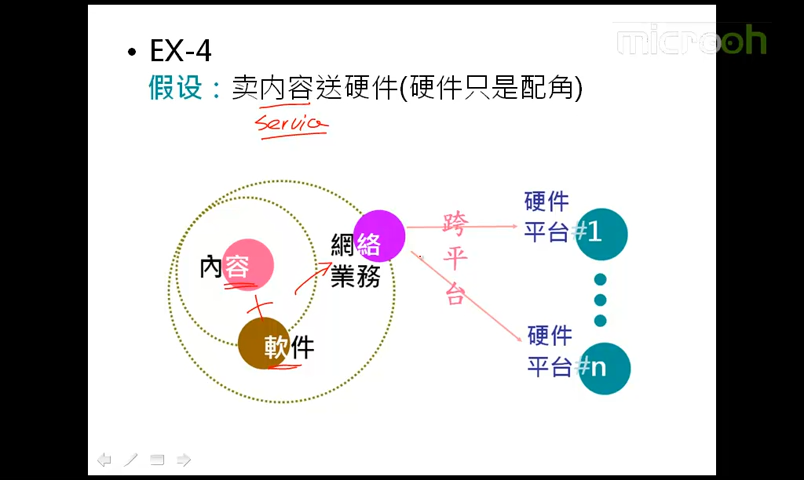 microoh
• EX-4
假设：卖内容送硬件(硬件只是配角)
Service
內容
+
軟件
網絡
業務
跨平台
硬件
平台#1
硬件
平台#n